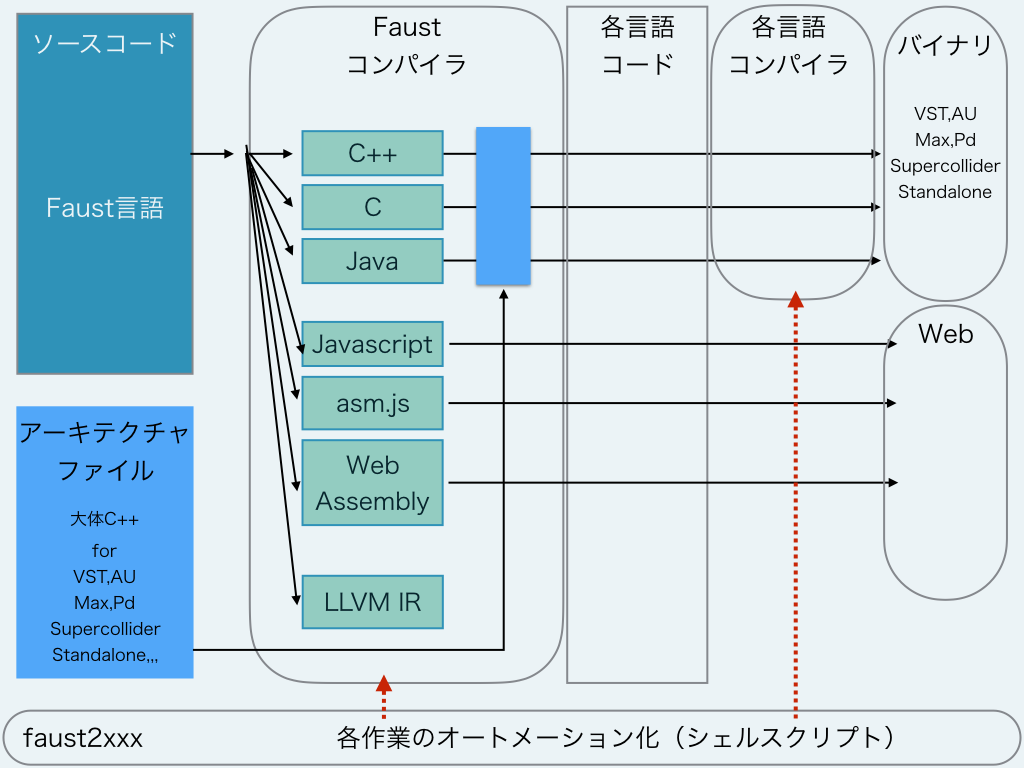 ソースコード
Faust言語
アーキテクチャ
ファイル
大体C++
for
VST,AU
Max,Pd
Supercollider
Standalone,,,
Faust
コンパイラ
C++
C
Java
Javascript
asm.js
Web
Assembly
LLVM IR
各言語
コード
各言語
コンパイラ
バイナリ
VST,AU
Max,Pd
Supercollider
Standalone
Web
faust2xxx
各作業のオートメーション化（シェルスクリプト）